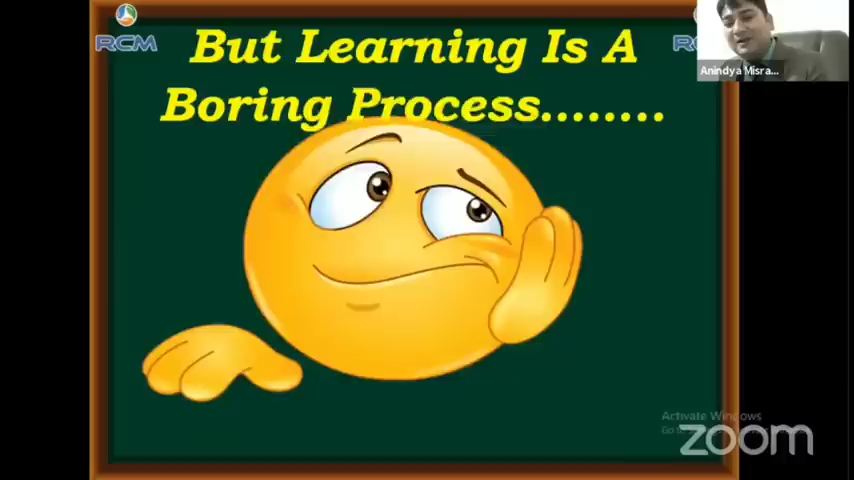 RCM
But Learning Is A
Boring Process........
Anindya Misra...
Activate Windows
zoom